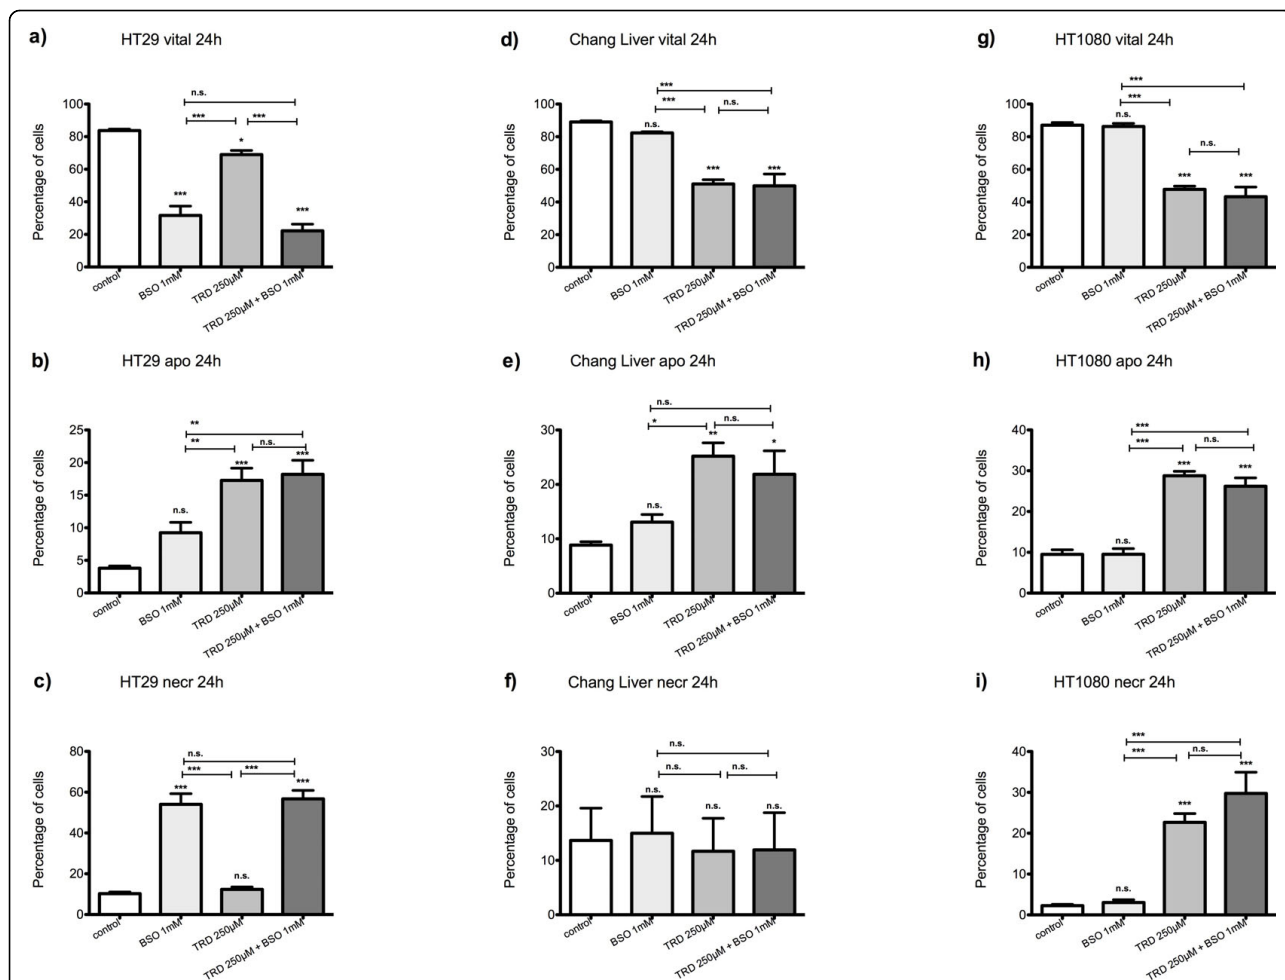 a) HT29 vital 24h
n.s.
*** ***
*
***
***
Percentage of cells
100
80
60
40
20
0
control
BSO 1mM
TRD 250µM
TRD 250µM + BSO 1mM
d) Chang Liver vital 24h
***
*** n.s.
n.s.
*** ***
Percentage of cells
100
80
60
40
20
0
control
BSO 1mM
TRD 250µM
TRD 250µM + BSO 1mM
g) HT1080 vital 24h
***
***
n.s.
n.s.
*** ***
Percentage of cells
100
80
60
40
20
0
control
BSO 1mM
TRD 250µM
TRD 250µM + BSO 1mM
b) HT29 apo 24h
**
** n.s.
*** ***
n.s.
Percentage of cells
25
20
15
10
5
0
control
BSO 1mM
TRD 250µM
TRD 250µM + BSO 1mM
e) Chang Liver apo 24h
n.s.
* n.s.
** *
n.s.
Percentage of cells
30
20
10
0
control
BSO 1mM
TRD 250µM
TRD 250µM + BSO 1mM
h) HT1080 apo 24h
***
*** n.s.
*** ***
n.s.
Percentage of cells
40
30
20
10
0
control
BSO 1mM
TRD 250µM
TRD 250µM + BSO 1mM
c) HT29 necr 24h
n.s.
*** ***
*** ***
n.s.
Percentage of cells
80
60
40
20
0
control
BSO 1mM
TRD 250µM
TRD 250µM + BSO 1mM
f) Chang Liver necr 24h
n.s.
n.s. n.s.
n.s. n.s. n.s.
Percentage of cells
30
20
10
0
control
BSO 1mM
TRD 250µM
TRD 250µM + BSO 1mM
i) HT1080 necr 24h
***
*** n.s.
***
***
n.s.
Percentage of cells
40
30
20
10
0
control
BSO 1mM
TRD 250µM
TRD 250µM + BSO 1mM